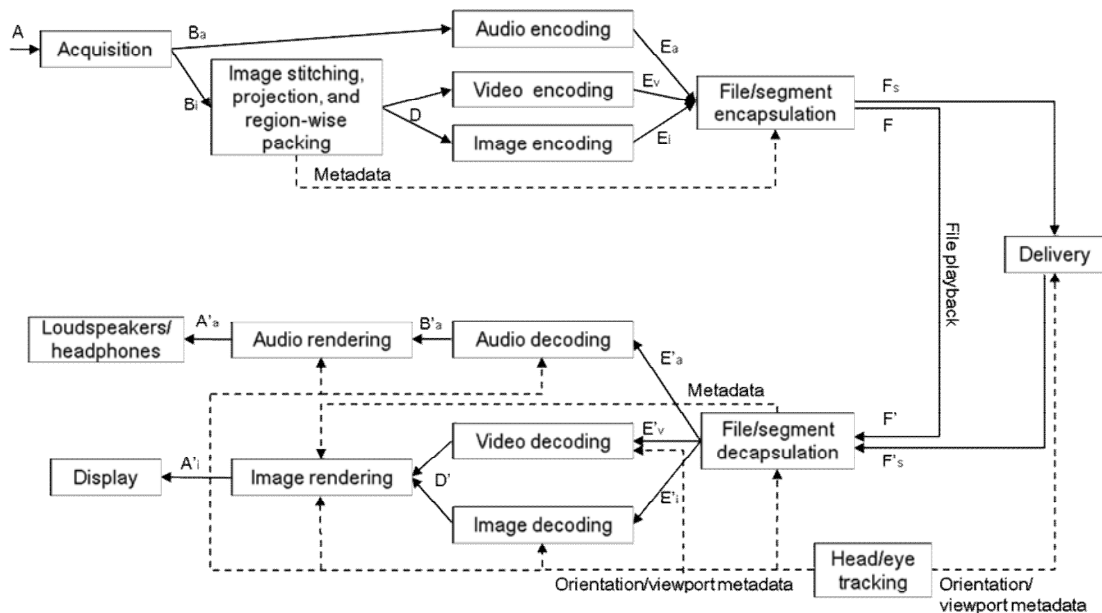 A
Acquisition
Ba
Bi
Audio encoding
Ea
Image stitching,
projection, and
region-wise
packing
D
Video encoding
Ev
Image encoding
Ei
File/segment
encapsulation
Fs
F
Metadata
File playback
Delivery
Loudspeakers/
headphones
A'a
Audio rendering
B'a
Audio decoding
E'a
Metadata
File/segment
decapsulation
F'
F's
Video decoding
E'v
Display
A'i
Image rendering
D'
E'i
Image decoding
Head/eye
tracking
Orientation/viewport metadata
Orientation/
viewport metadata